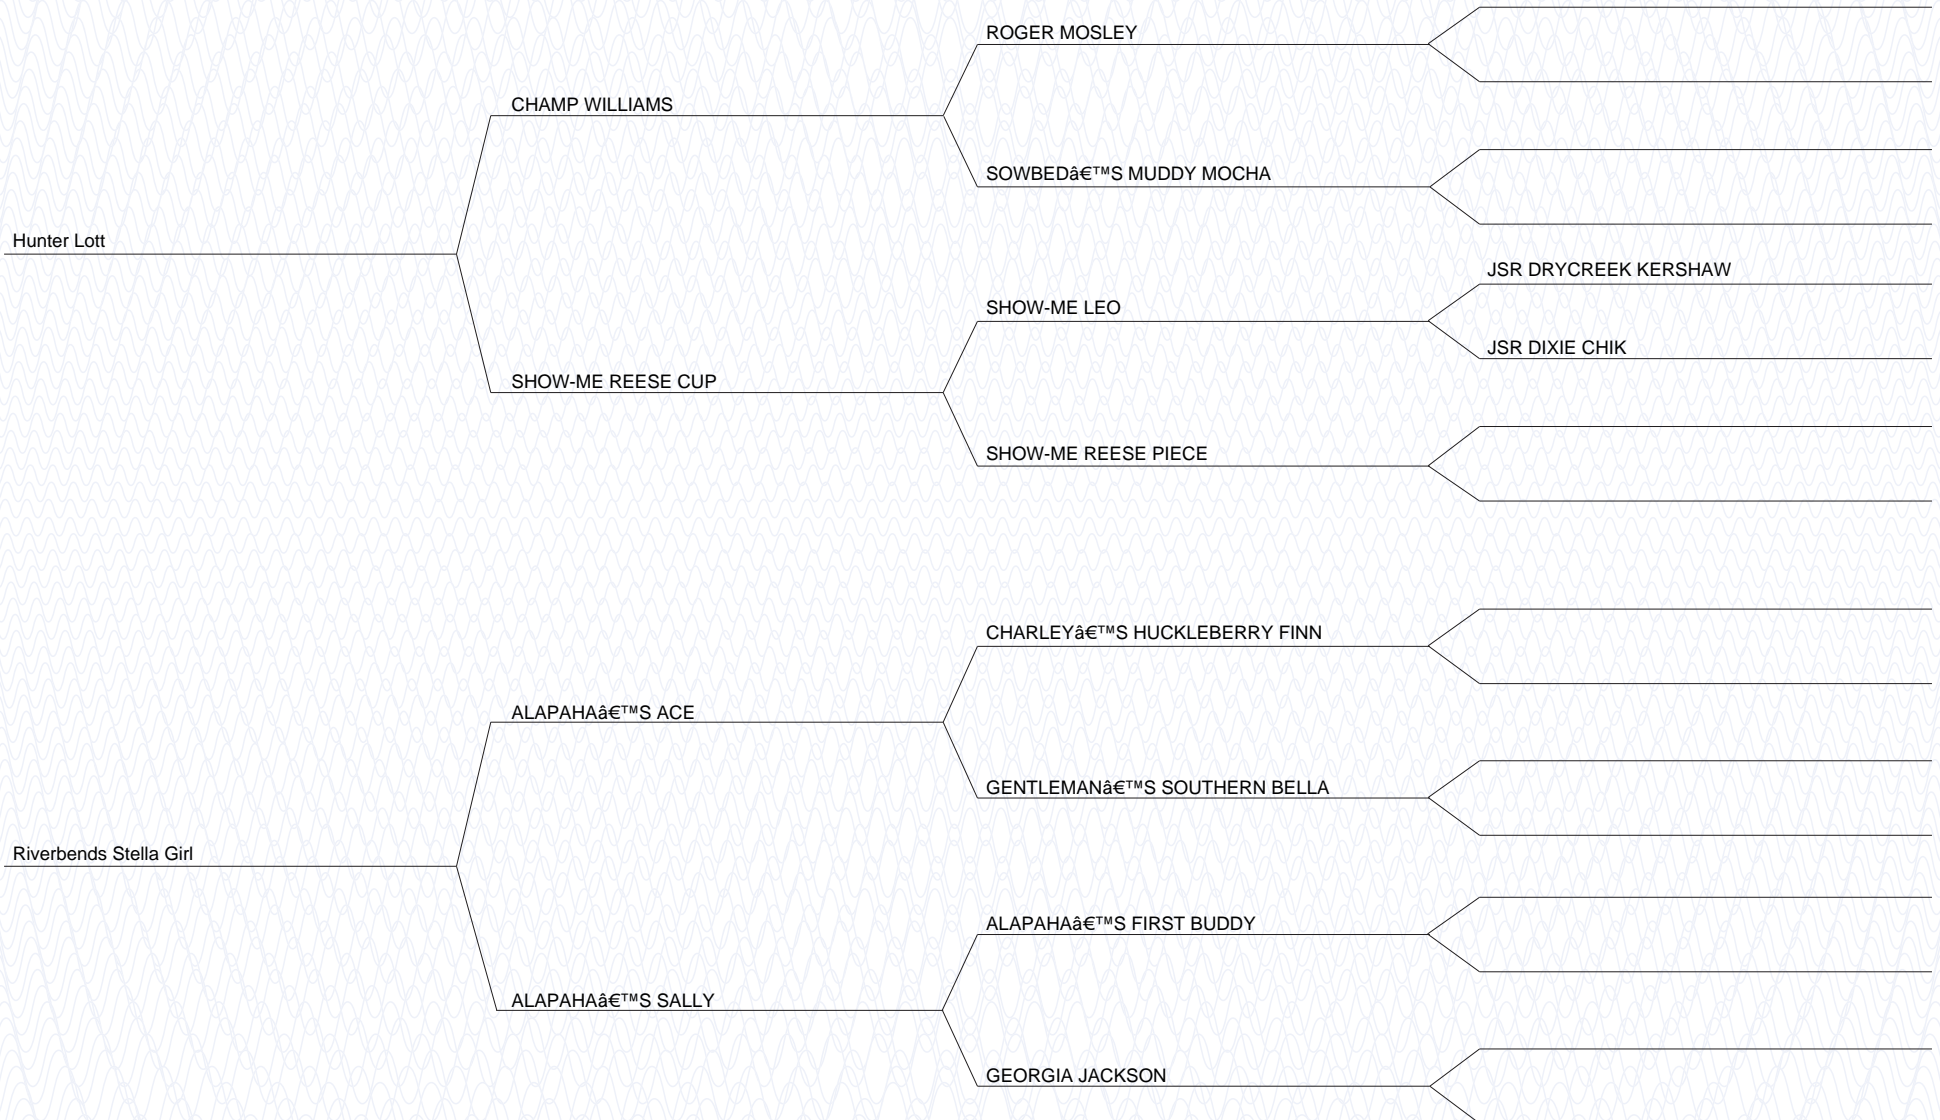 ROGER MOSLEY
CHAMP WILLIAMS
SOWBEDâ€™S MUDDY MOCHA
Hunter Lott
JSR DRYCREEK KERSHAW
SHOW-ME LEO
JSR DIXIE CHIK
SHOW-ME REESE CUP
SHOW-ME REESE PIECE
CHARLEYâ€™S HUCKLEBERRY FINN
ALAPAHAâ€™S ACE
GENTLEMANâ€™S SOUTHERN BELLA
Riverbends Stella Girl
ALAPAHAâ€™S FIRST BUDDY
ALAPAHAâ€™S SALLY
GEORGIA JACKSON